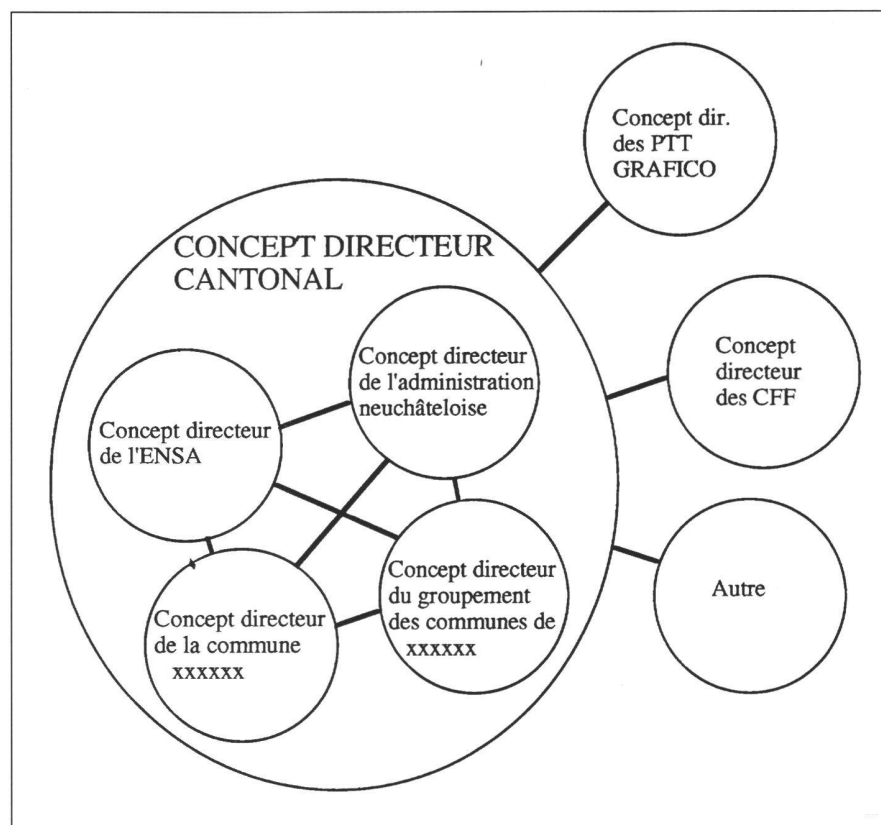 Concept dir.
des PTT
GRAFICO
CONCEPT DIRECTEUR
CANTONAL
Concept directeur
de l'administration
neuchâteloise
Concept
directeur
des CFF
Concept directeur
de l'ENSA
Concept directeur
du groupement
des communes de
xxxxxx
Autre
Concept directeur
de la commune
xxxxxx